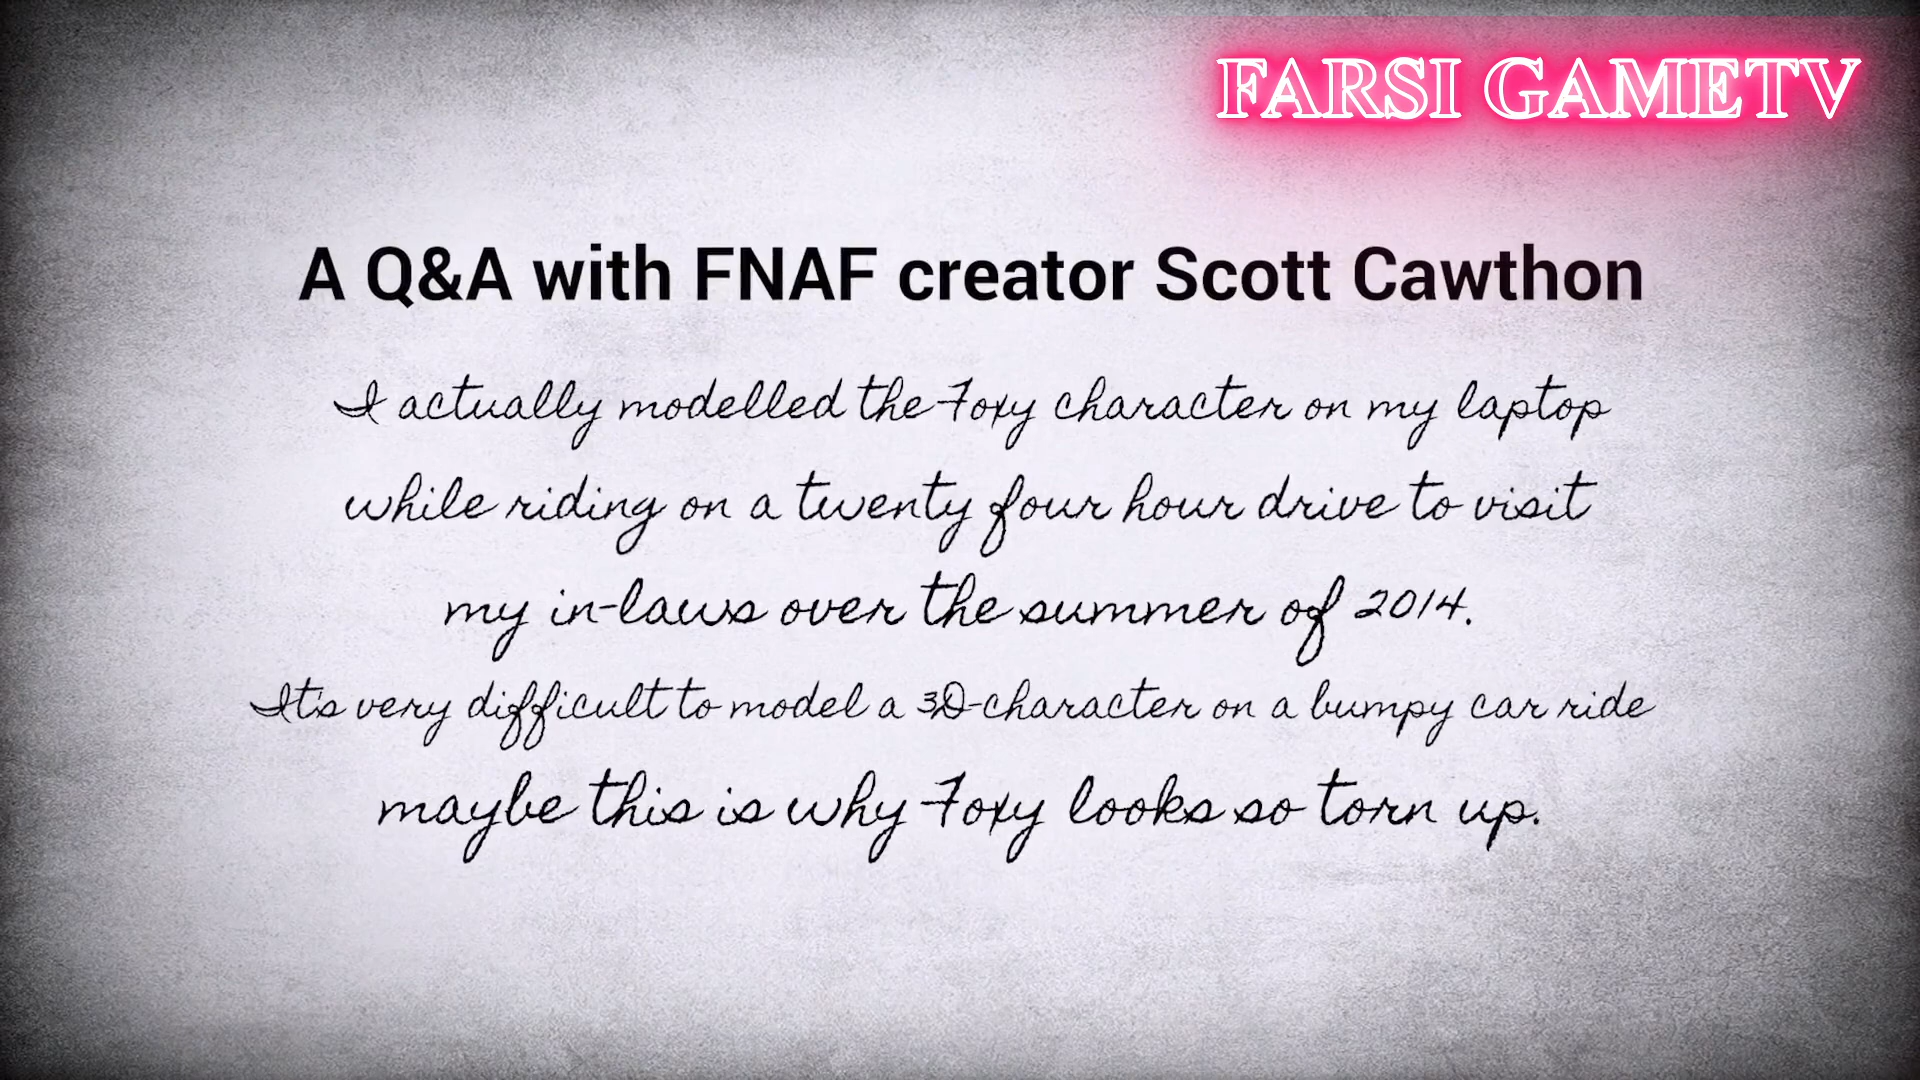 FARSI GAMETV
A Q&A with FNAF creator Scott Cawthon
I actually modelled the Foxy character on my laptop
while riding on a twenty four hour drive to visit
my in-laws over the summer of 2014.
It's very difficult to model a 3D-character on a bumpy car ride
maybe this is why Foxy looks so torn up.